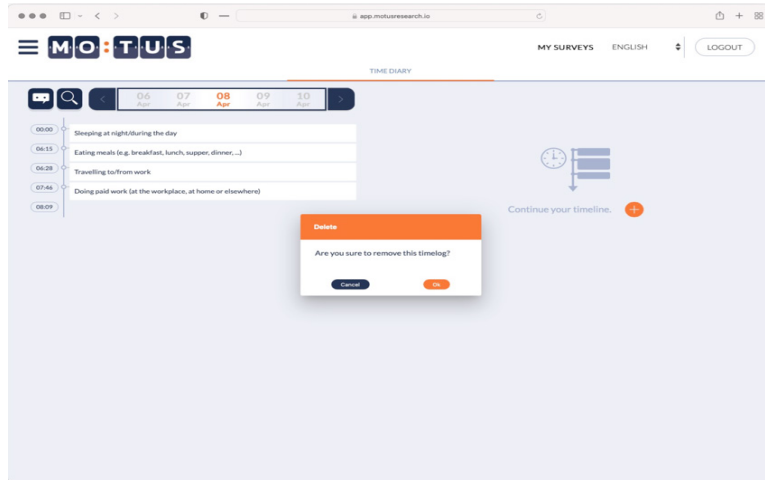 app.motusresearch.io
MO:TUS
MY SURVEYS ENGLISH LOGOUT
TIME DIARY
06 07 08 09 10
Apr Apr Apr Apr Apr
00:00 Sleeping at night/during the day
06:15 Eating meals (e.g. breakfast, lunch, supper, dinner, ...)
06:28 Travelling to/from work
07:46 Doing paid work (at the workplace, at home or elsewhere)
08:09
Continue your timeline.
Delete
Are you sure to remove this timelog?
Cancel Ok